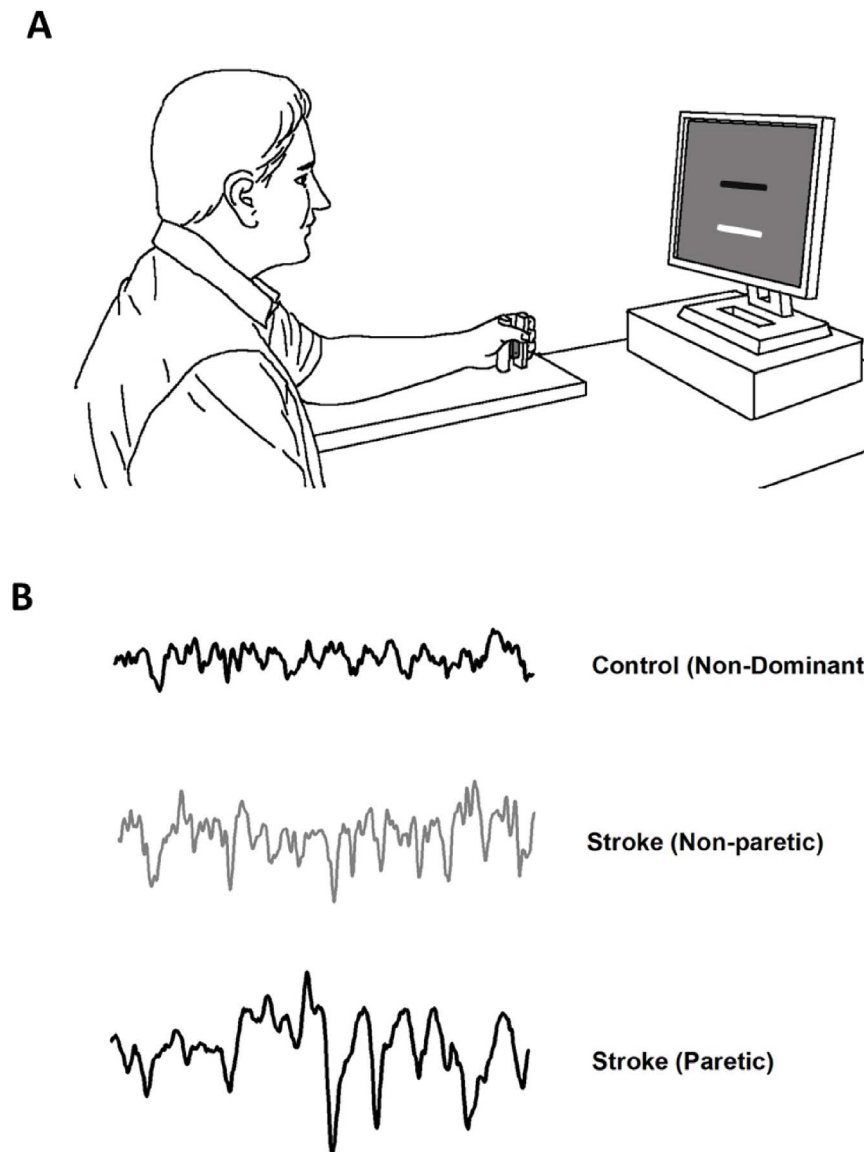 A
B
Control (Non-Dominant
Stroke (Non-paretic)
Stroke (Paretic)